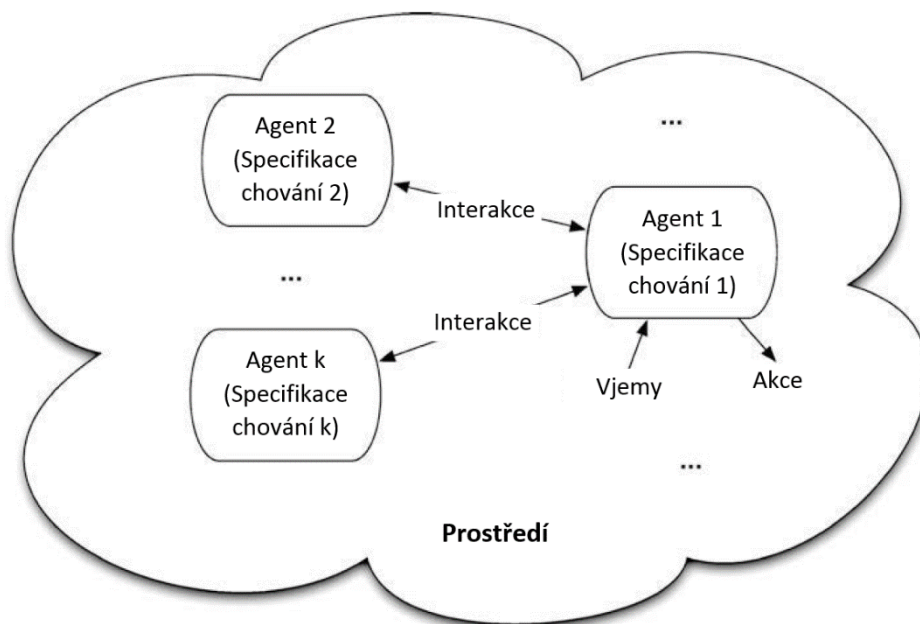 Agent 2
(Specifikace
chování 2)
...
Interakce
Agent 1
(Specifikace
chování 1)
...
Interakce
Agent k
(Specifikace
chování k)
Vjemy
Akce
...
Prostředí